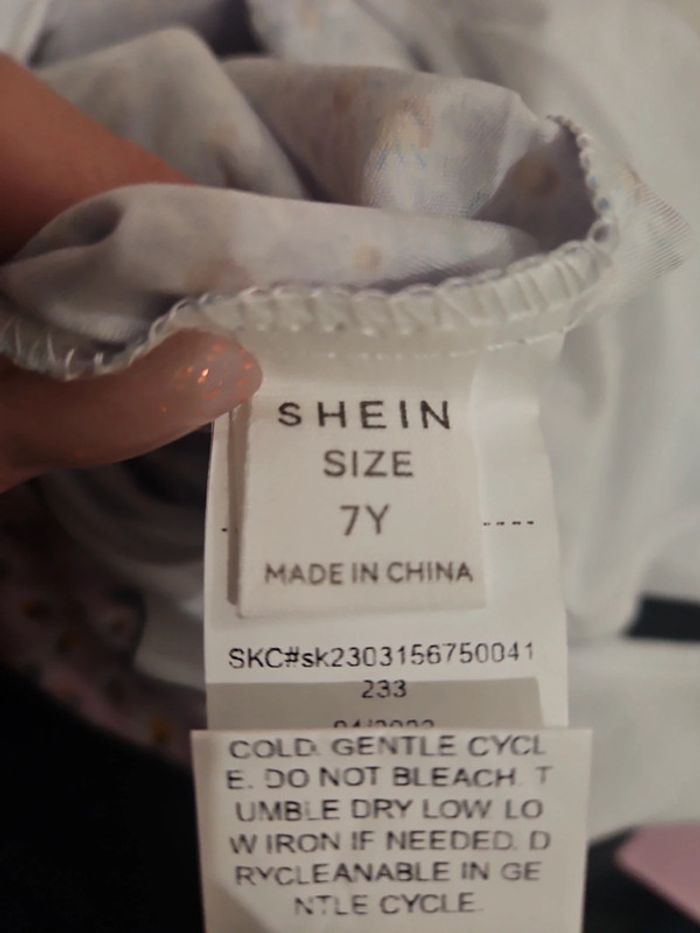 SHEIN
SIZE
7Y
MADE IN CHINA
SKC#sk2303156750041
233
COLD. GENTLE CYCL
E. DO NOT BLEACH. T
UMBLE DRY LOW. LO
W IRON IF NEEDED. D
RYCLEANABLE IN GE
NTLE CYCLE.